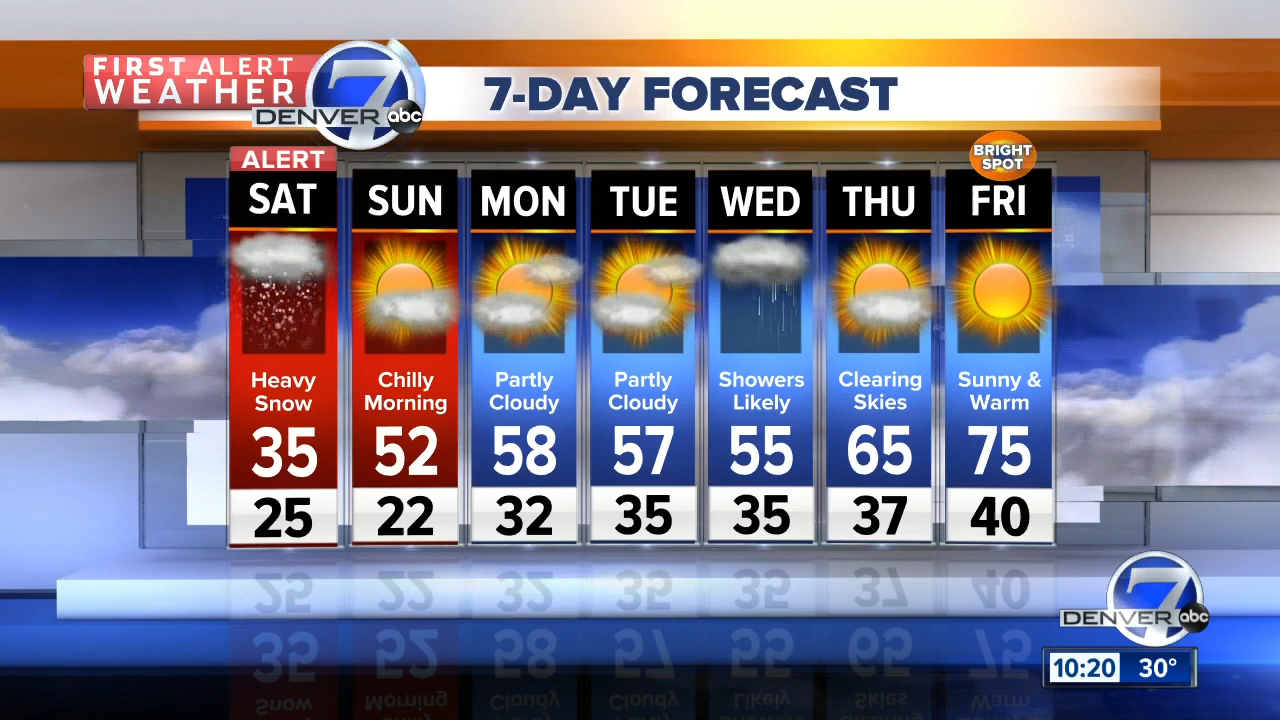 FIRST ALERT
WEATHER
7
DENVER abc
7-DAY FORECAST
ALERT
BRIGHT
SPOT
SAT
SUN
MON
TUE
WED
THU
FRI
Heavy
Snow
Chilly
Morning
Partly
Cloudy
Partly
Cloudy
Showers
Likely
Clearing
Skies
Sunny &
Warm
35
52
58
57
55
65
75
25
22
32
35
35
37
40
7
DENVER abc
10:20 30°